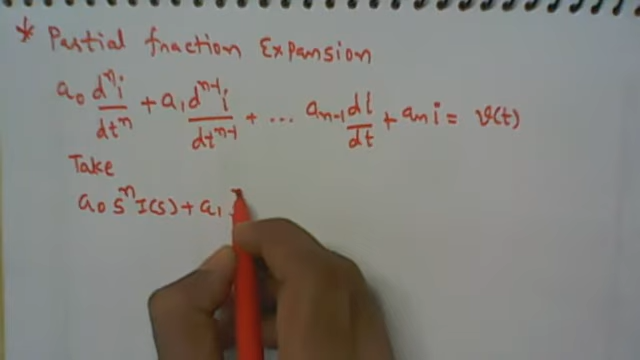 * Partial fraction Expansion
a₀ dⁿi/dtⁿ + a₁ dⁿ⁻¹i/dtⁿ⁻¹ + ... aₙ₋₁ di/dt + aₙ i = v(t)
Take
a₀ sⁿ I(s) + a₁